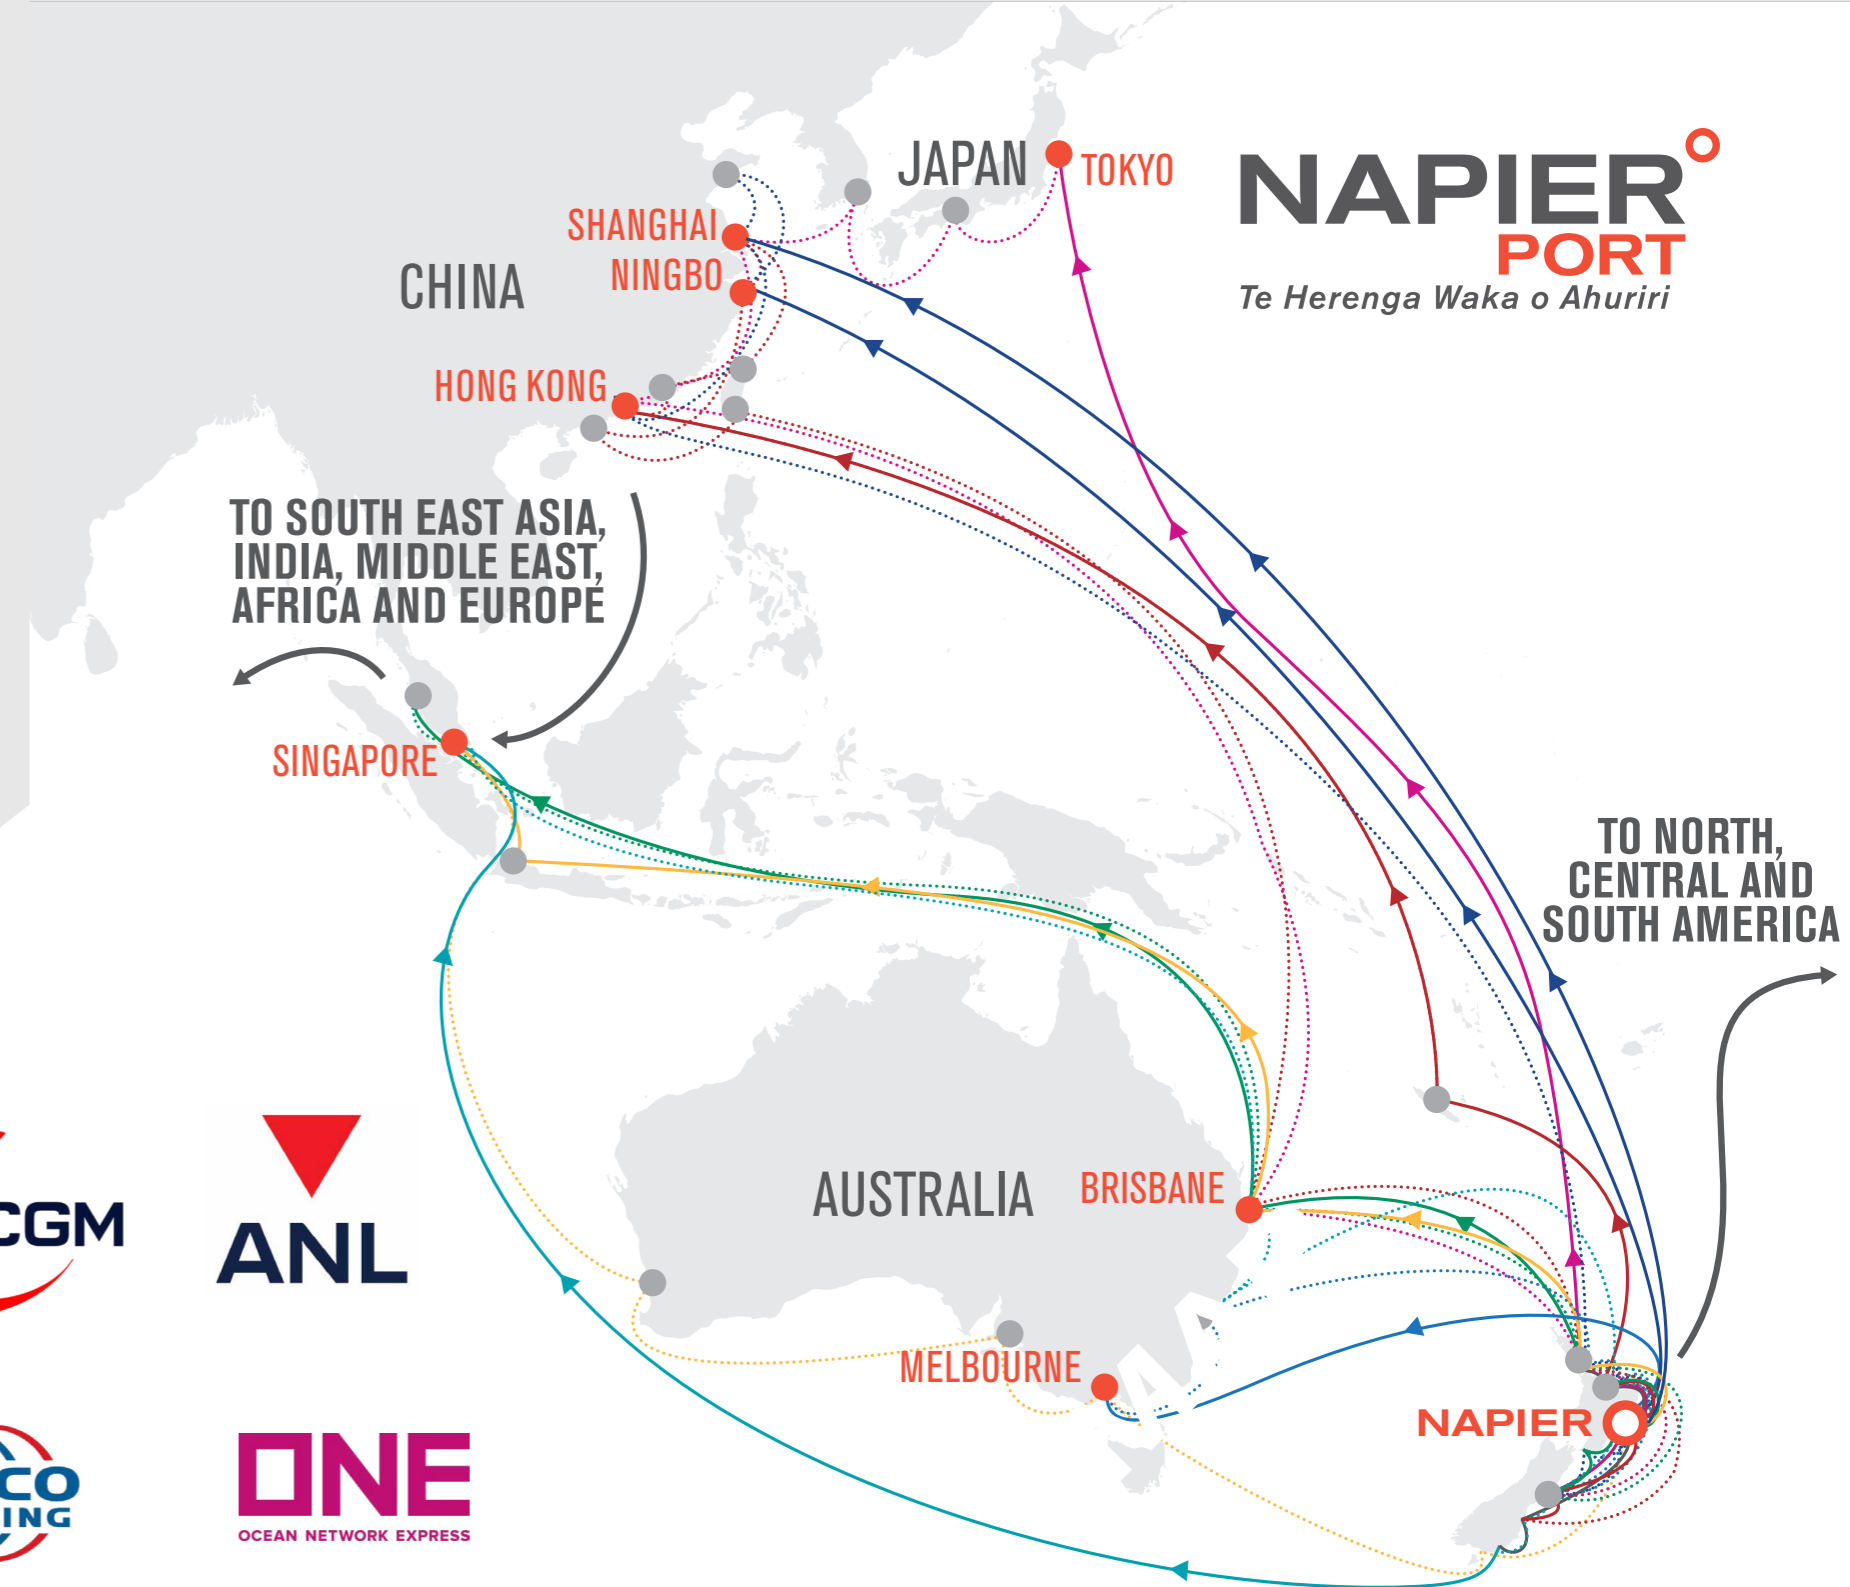 NAPIER
PORT
Te Herenga Waka o Ahuriri
JAPAN
TOKYO
SHANGHAI
NINGBO
CHINA
HONG KONG
TO SOUTH EAST ASIA,
INDIA, MIDDLE EAST,
AFRICA AND EUROPE
SINGAPORE
TO NORTH,
CENTRAL AND
SOUTH AMERICA
AUSTRALIA
BRISBANE
MELBOURNE
NAPIER
CGM
ANL
CO
ING
ONE
OCEAN NETWORK EXPRESS